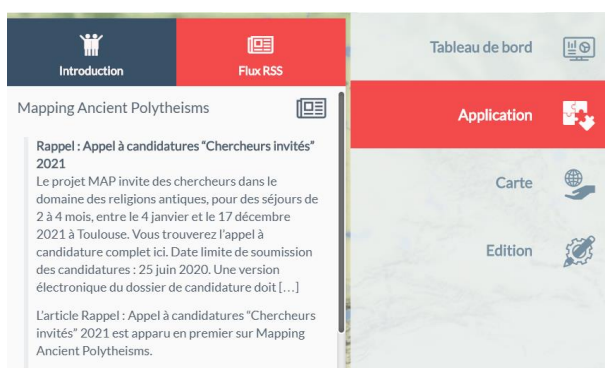 Introduction
Flux RSS
Mapping Ancient Polytheisms
Rappel : Appel à candidatures “Chercheurs invités”
2021
Le projet MAP invite des chercheurs dans le
domaine des religions antiques, pour des séjours de
2 à 4 mois, entre le 4 janvier et le 17 décembre
2021 à Toulouse. Vous trouverez l'appel à
candidature complet ici. Date limite de soumission
des candidatures : 25 juin 2020. Une version
électronique du dossier de candidature doit […]
L'article Rappel : Appel à candidatures “Chercheurs
invités” 2021 est apparu en premier sur Mapping
Ancient Polytheisms.
Tableau de bord
Application
Carte
Edition